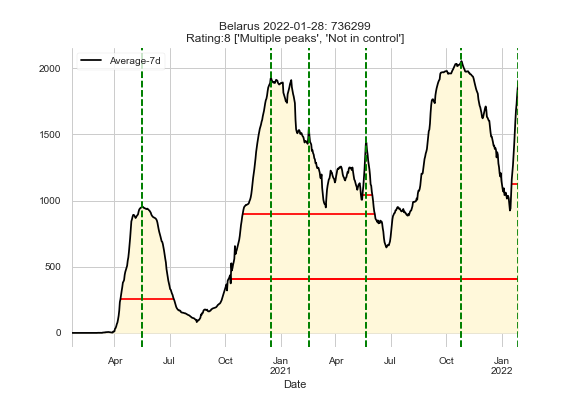 Belarus 2022-01-28: 736299
Rating:8 ['Multiple peaks', 'Not in control']
Average-7d
2000
1500
1000
500
0
Apr Jul Oct Jan Apr Jul Oct Jan
2021 2022
Date